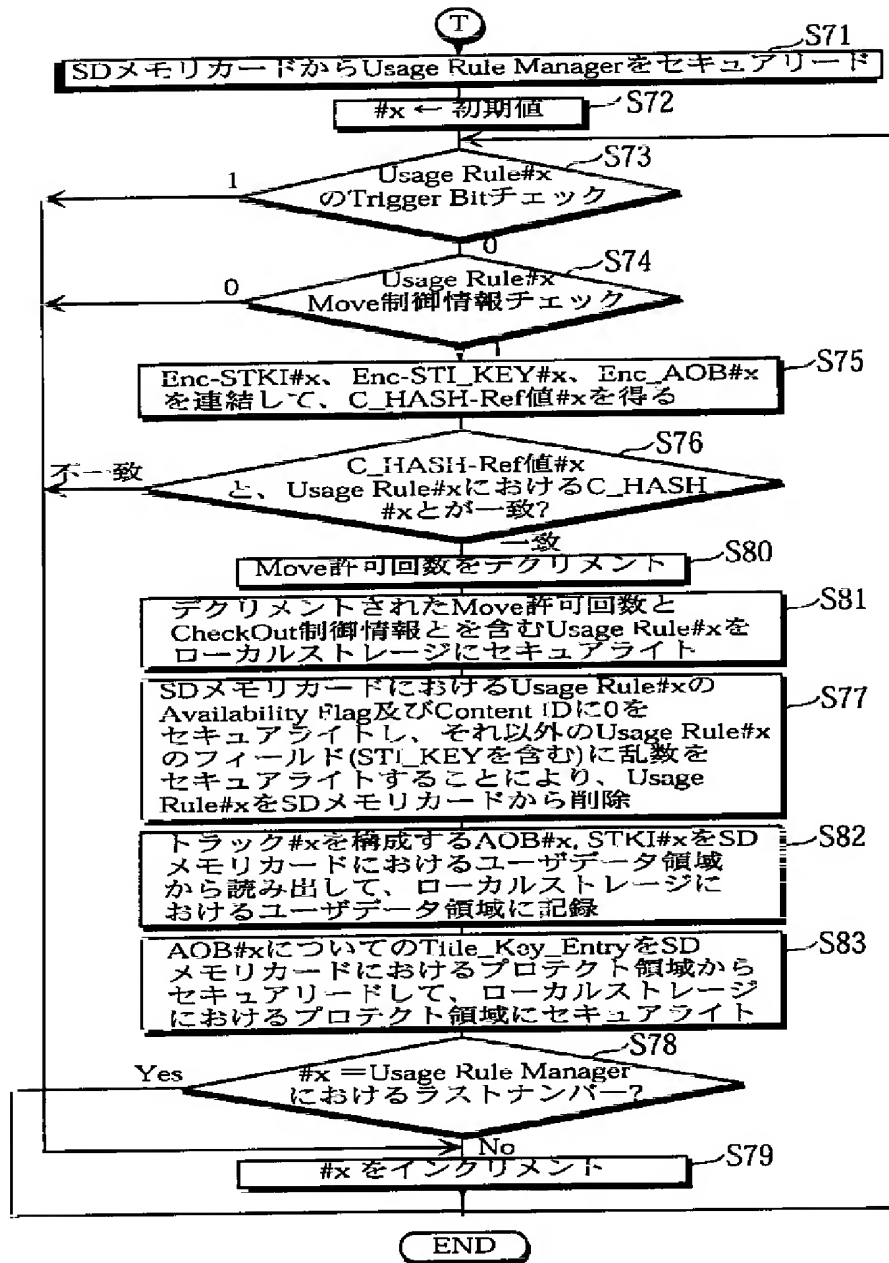 T
S71
SDメモリカードからUsage Rule Managerをセキュアリード
S72
#x ← 初期値
S73
Usage Rule#x
のTrigger Bitチェック
1
0
S74
Usage Rule#x
Move制御情報チェック
0
1
S75
Enc-STKI#x、Enc-STI_KEY#x、Enc_AOB#x
を連結して、C_HASH-Ref値#xを得る
S76
C_HASH-Ref値#x
と、Usage Rule#xにおけるC_HASH
#xとが一致?
不一致
一致
S80
Move許可回数をデクリメント
S81
デクリメントされたMove許可回数と
CheckOut制御情報とを含むUsage Rule#xを
ローカルストレージにセキュアライト
S77
SDメモリカードにおけるUsage Rule#xの
Availability Flag及びContent IDに0を
セキュアライトし、それ以外のUsage Rule#x
のフィールド(STI_KEYを含む)に乱数を
セキュアライトすることにより、Usage
Rule#xをSDメモリカードから削除
S82
トラック#xを構成するAOB#x, STKI#xをSD
メモリカードにおけるユーザデータ領域
から読み出して、ローカルストレージに
おけるユーザデータ領域に記録
S83
AOB#xについてのTitle_Key_EntryをSD
メモリカードにおけるプロテクト領域から
セキュアリードして、ローカルストレージ
におけるプロテクト領域にセキュアライト
S78
#x =Usage Rule Manager
におけるラストナンバー?
Yes
No
S79
#x をインクリメント
END